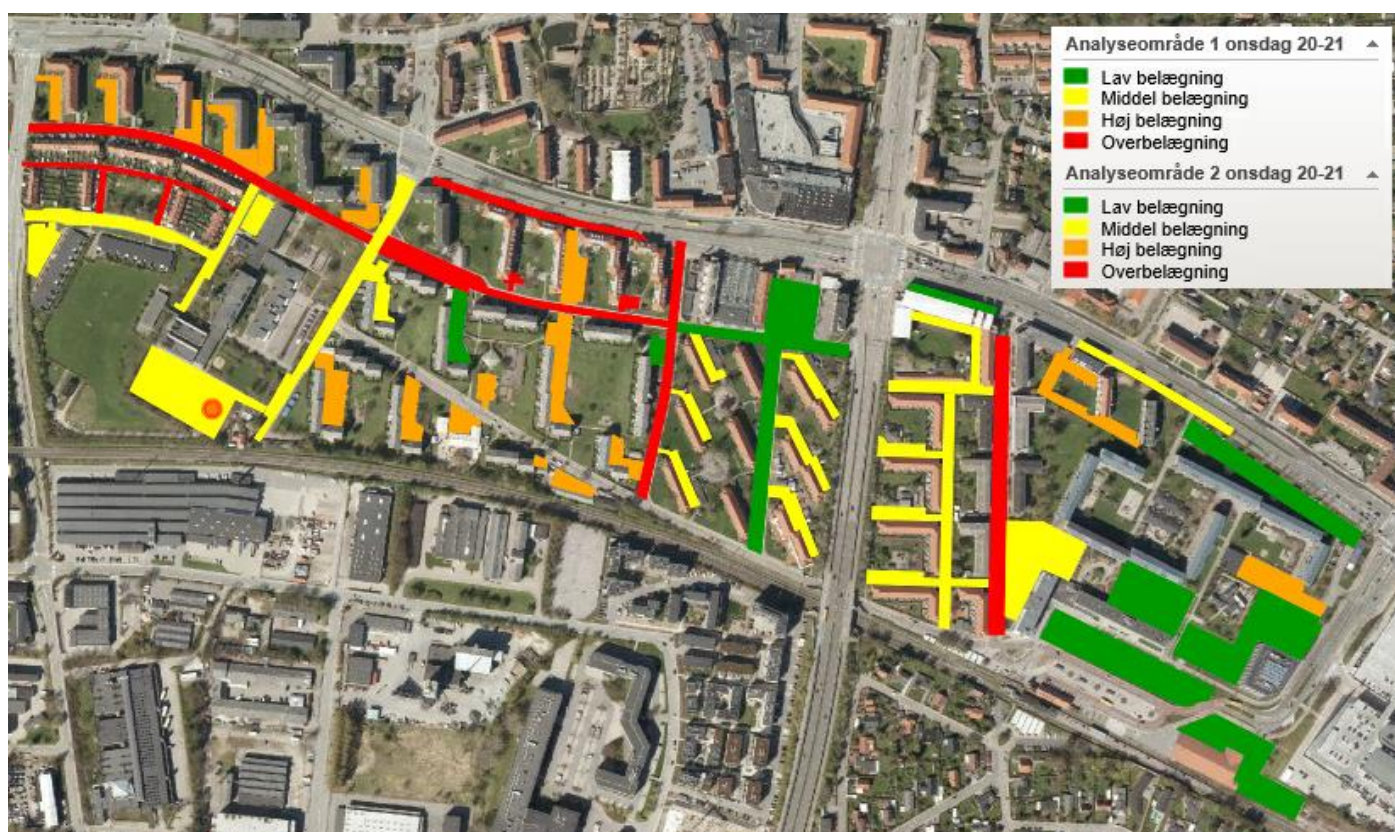 Analyseområde 1 onsdag 20-21
Lav belægning
Middel belægning
Høj belægning
Overbelægning
Analyseområde 2 onsdag 20-21
Lav belægning
Middel belægning
Høj belægning
Overbelægning